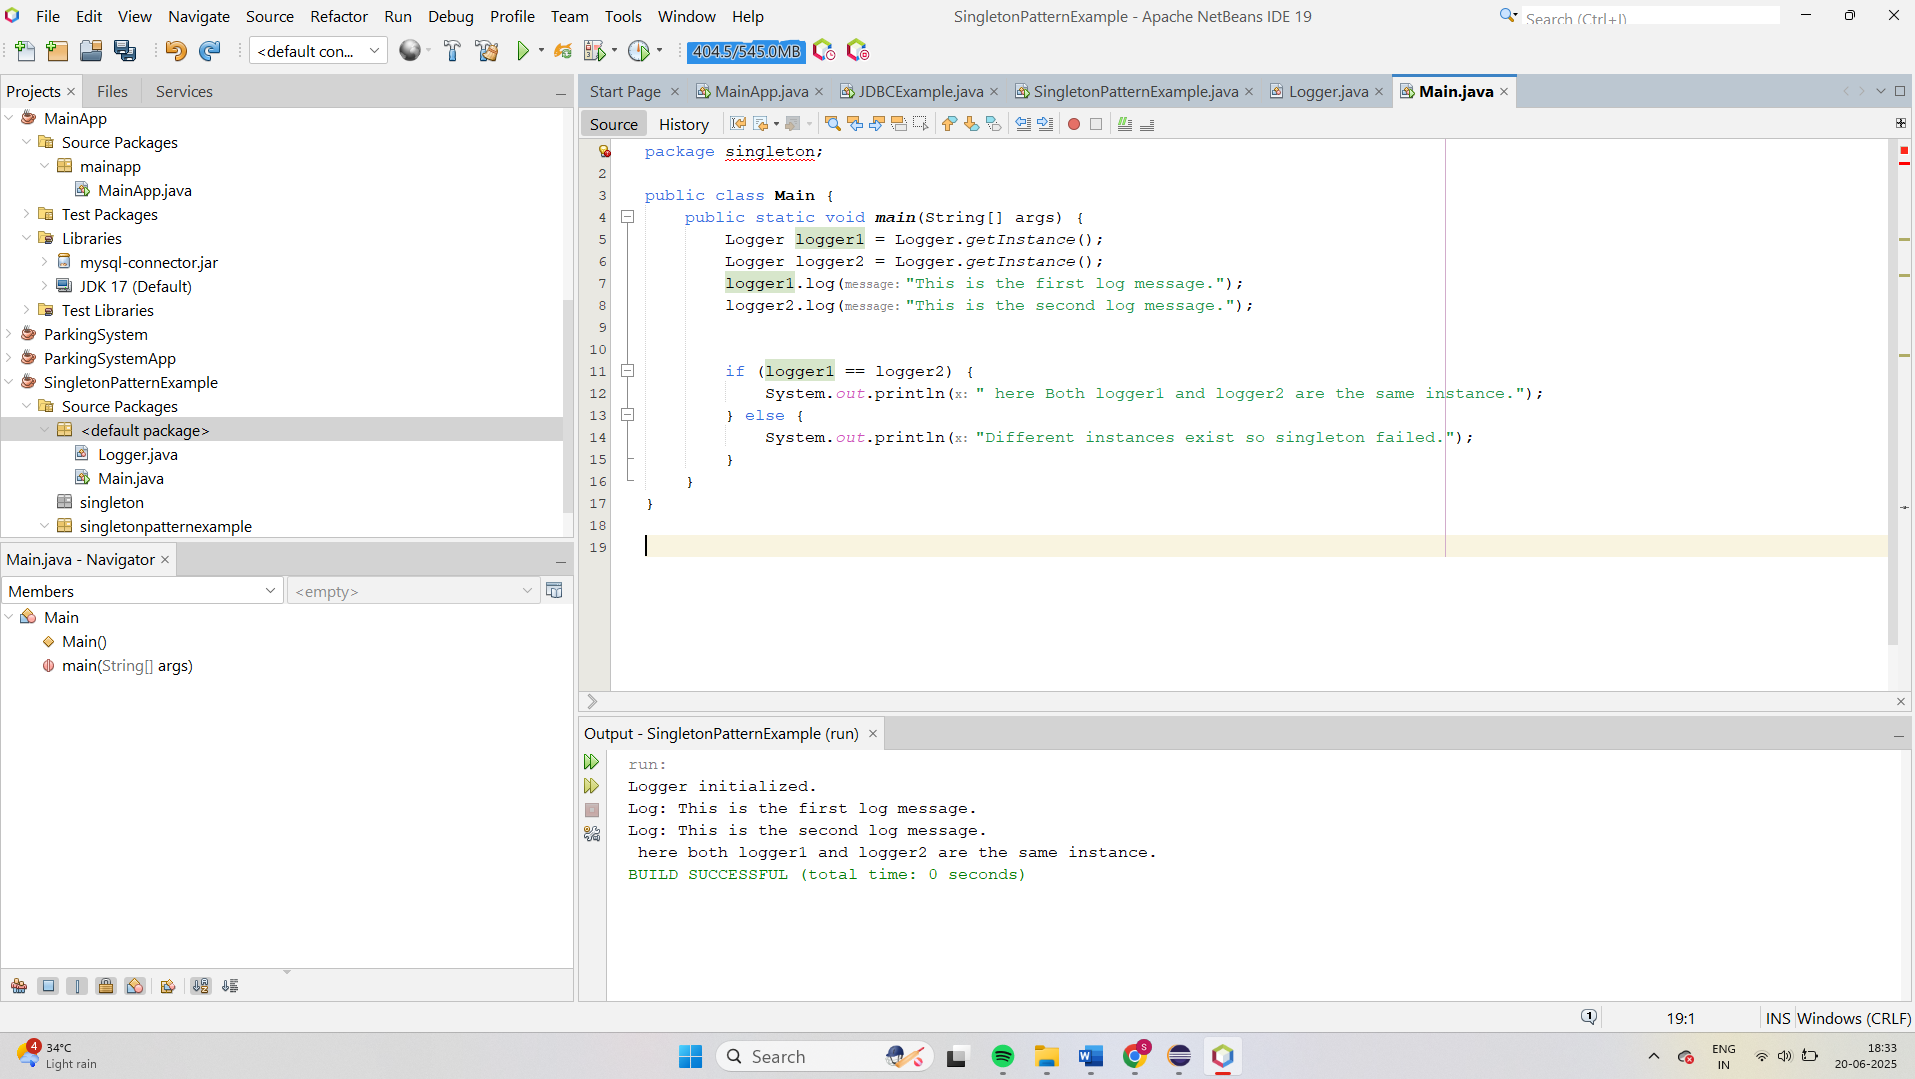 File Edit View Navigate Source Refactor Run Debug Profile Team Tools Window Help
SingletonPatternExample - Apache NetBeans IDE 19
Search (Ctrl+I)
<default con...
404.5/545.0MB
Projects Files Services
Start Page MainApp.java JDBCExample.java SingletonPatternExample.java Logger.java Main.java
Source History
MainApp
Source Packages
mainapp
MainApp.java
Test Packages
Libraries
mysql-connector.jar
JDK 17 (Default)
Test Libraries
ParkingSystem
ParkingSystemApp
SingletonPatternExample
Source Packages
<default package>
Logger.java
Main.java
singleton
singletonpatternexample
package singleton;
2
3 public class Main {
4 public static void main(String[] args) {
5 Logger logger1 = Logger.getInstance();
6 Logger logger2 = Logger.getInstance();
7 logger1.log(message: "This is the first log message.");
8 logger2.log(message: "This is the second log message.");
9
10
11 if (logger1 == logger2) {
12 System.out.println(x: " here Both logger1 and logger2 are the same instance.");
13 } else {
14 System.out.println(x: "Different instances exist so singleton failed.");
15 }
16 }
17 }
18
19
Main.java - Navigator
Members <empty>
Main
Main()
main(String[] args)
Output - SingletonPatternExample (run)
run:
Logger initialized.
Log: This is the first log message.
Log: This is the second log message.
here both logger1 and logger2 are the same instance.
BUILD SUCCESSFUL (total time: 0 seconds)
1 19:1 INS Windows (CRLF)
4
34°C
Light rain
Search
S
ENG
IN
18:33
20-06-2025